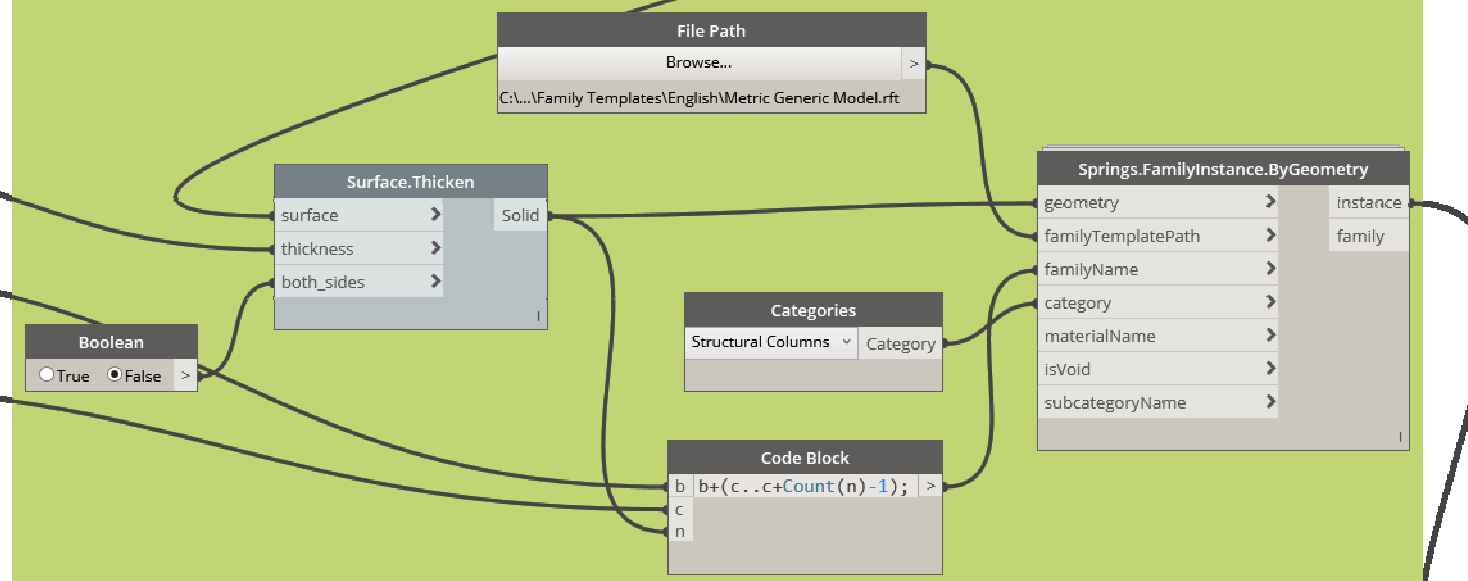 File Path
Browse...
>
C:\...\Family Templates\English\Metric Generic Model.rft
Surface.Thicken
surface
Solid
thickness
both_sides
Boolean
True False >
Categories
Structural Columns Category
Code Block
b b+(c..c+Count(n)-1); >
c
n
Springs.FamilyInstance.ByGeometry
geometry instance
familyTemplatePath family
familyName
category
materialName
isVoid
subcategoryName